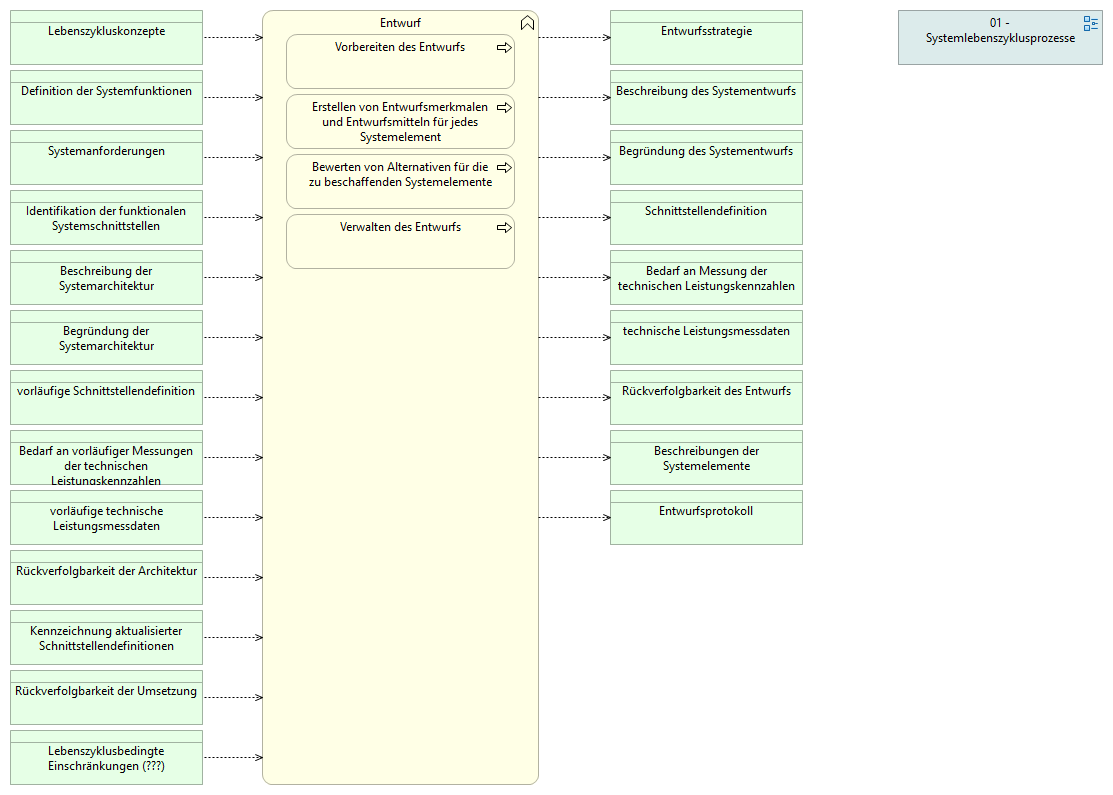 Lebenszykluskonzepte
Definition der Systemfunktionen
Systemanforderungen
Identifikation der funktionalen
Systemschnittstellen
Beschreibung der
Systemarchitektur
Begründung der
Systemarchitektur
vorläufige Schnittstellendefinition
Bedarf an vorläufiger Messungen
der technischen
Leistungskennzahlen
vorläufige technische
Leistungsmessdaten
Rückverfolgbarkeit der Architektur
Kennzeichnung aktualisierter
Schnittstellendefinitionen
Rückverfolgbarkeit der Umsetzung
Lebenszyklusbedingte
Einschränkungen (???)
Entwurf
Vorbereiten des Entwurfs
Erstellen von Entwurfsmerkmalen
und Entwurfsmitteln für jedes
Systemelement
Bewerten von Alternativen für die
zu beschaffenden Systemelemente
Verwalten des Entwurfs
Entwurfsstrategie
Beschreibung des Systementwurfs
Begründung des Systementwurfs
Schnittstellendefinition
Bedarf an Messung der
technischen Leistungskennzahlen
technische Leistungsmessdaten
Rückverfolgbarkeit des Entwurfs
Beschreibungen der
Systemelemente
Entwurfsprotokoll
01 -
Systemlebenszyklusprozesse